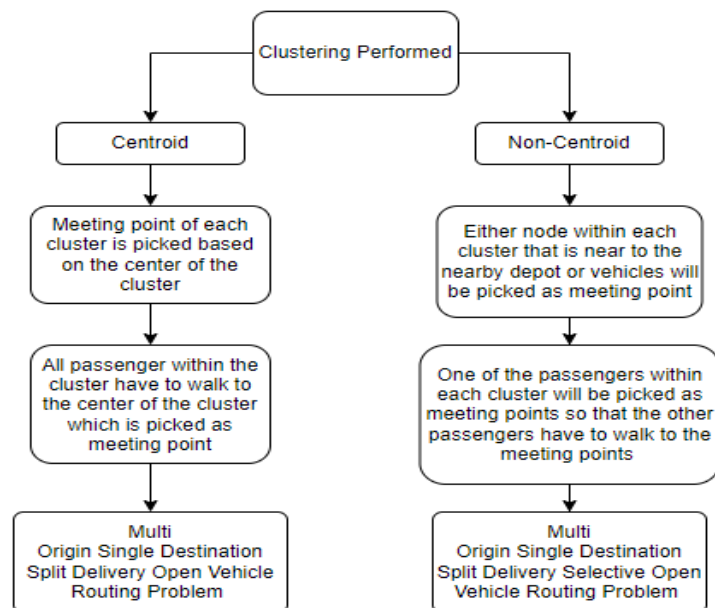 Clustering Performed
Centroid
Non-Centroid
Meeting point of each
cluster is picked based
on the center of the
cluster
Either node within each
cluster that is near to the
nearby depot or vehicles will
be picked as meeting point
All passenger within the
cluster have to walk to
the center of the cluster
which is picked as
meeting point
One of the passengers within
each cluster will be picked as
meeting points so that the other
passengers have to walk to the
meeting points
Multi
Origin Single Destination
Split Delivery Open Vehicle
Routing Problem
Multi
Origin Single Destination
Split Delivery Selective Open
Vehicle Routing Problem